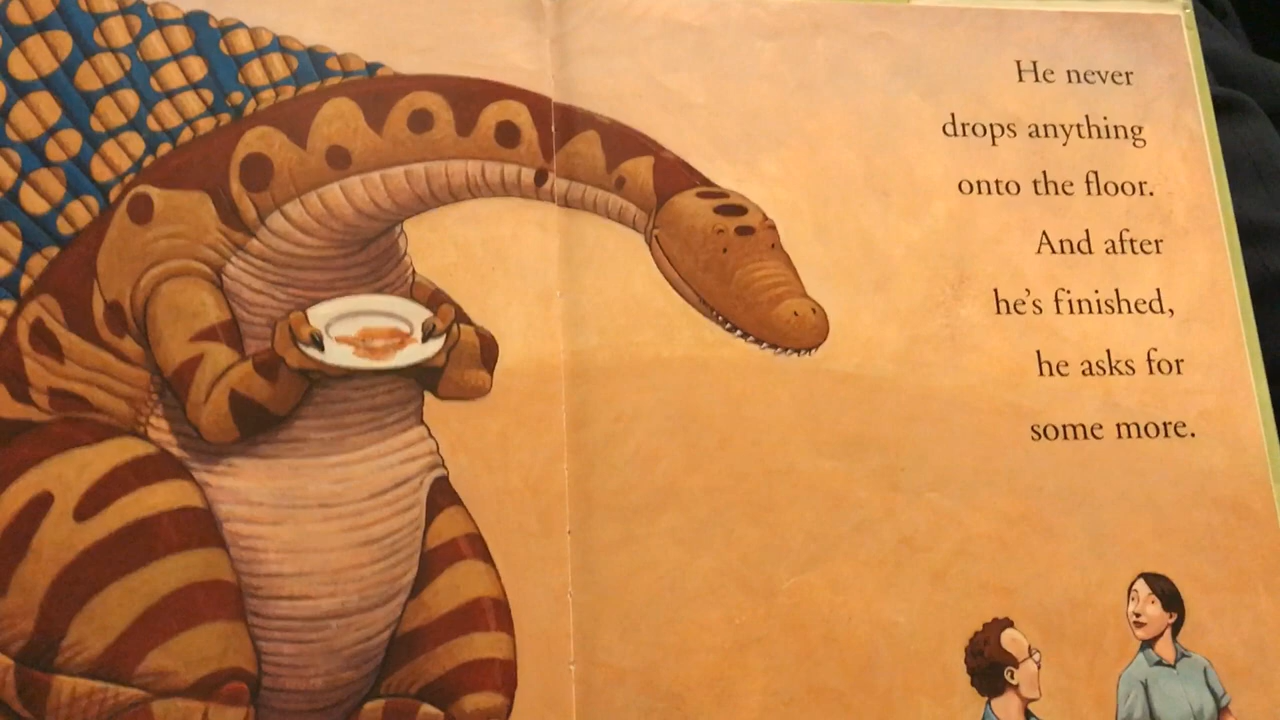 He never
drops anything
onto the floor.
And after
he's finished,
he asks for
some more.